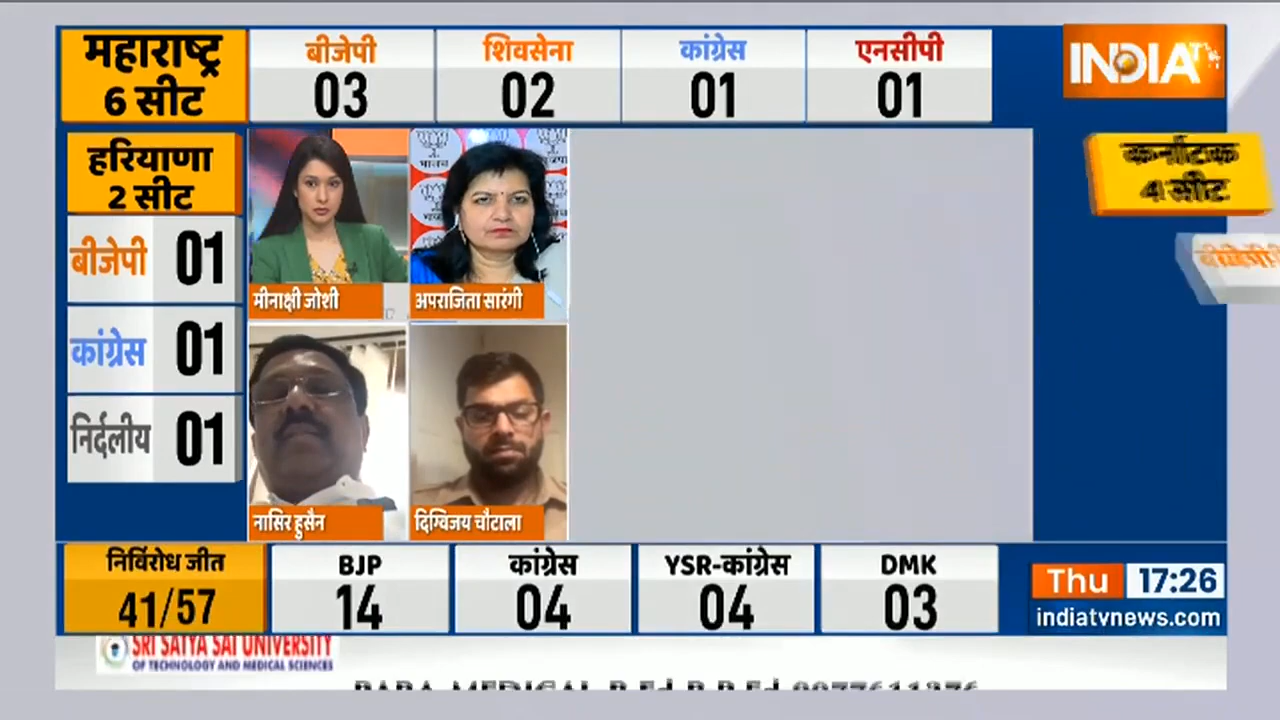 महाराष्ट्र
6 सीट
बीजेपी
03
शिवसेना
02
कांग्रेस
01
एनसीपी
01
INDIA
हरियाणा
2 सीट
बीजेपी 01
कांग्रेस 01
निर्दलीय 01
कर्नाटक
4 सीट
बीजेपी
मीनाक्षी जोशी
अपराजिता सारंगी
नासिर हुसैन
दिग्विजय चौटाला
निर्विरोध जीत
41/57
BJP
14
कांग्रेस
04
YSR-कांग्रेस
04
DMK
03
Thu 17:26
indiatvnews.com
SRI SATYA SAI UNIVERSITY
OF TECHNOLOGY AND MEDICAL SCIENCES